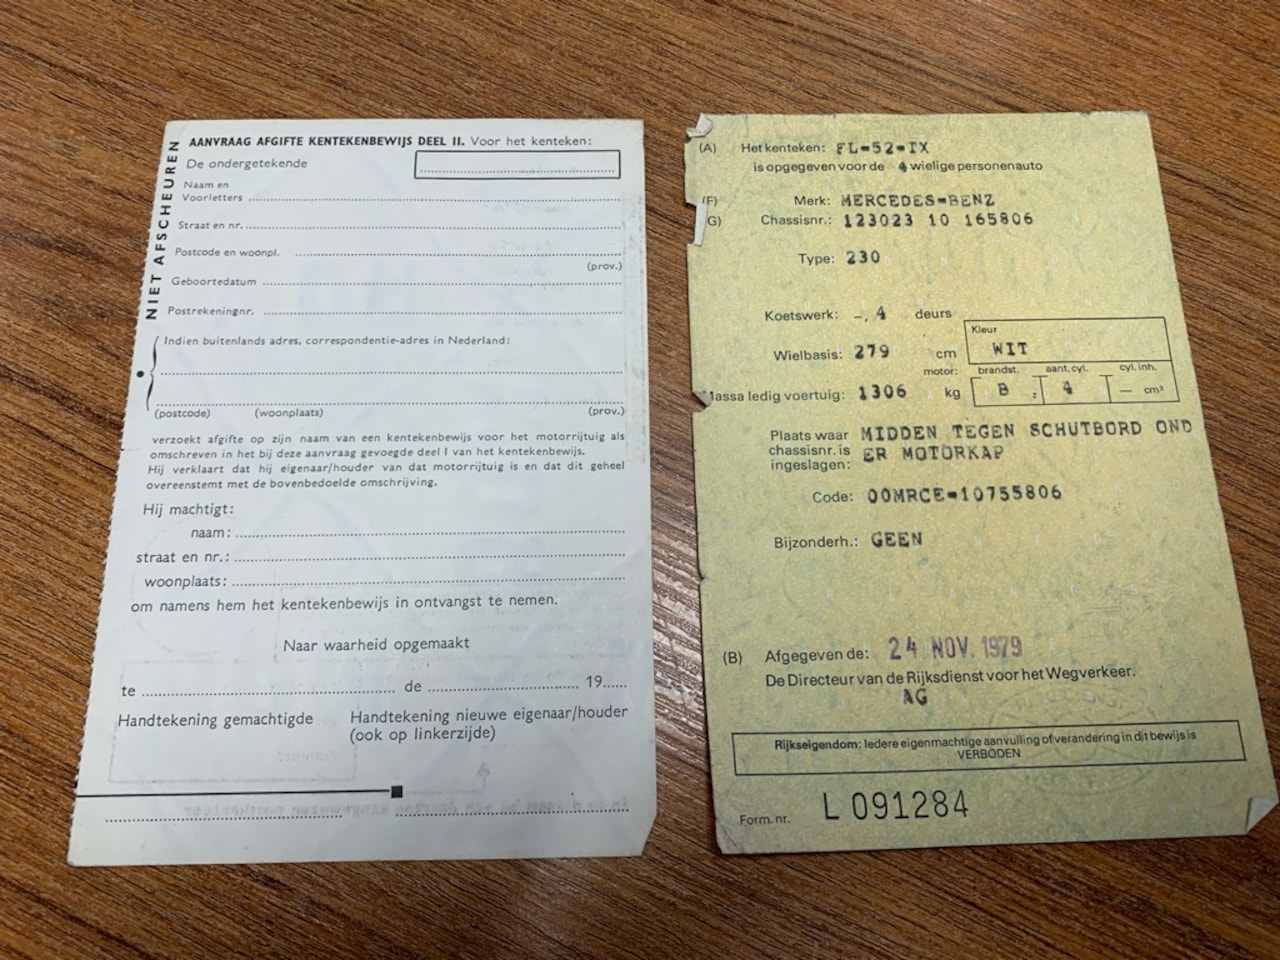 NIET AFSCHEUREN
AANVRAAG AFGIFTE KENTEKENBEWIJS DEEL II. Voor het kenteken:
De ondergetekende
Naam en
Voorletters
Straat en nr.
Postcode en woonpl.
(prov.)
Geboortedatum
Postrekeningnr.
Indien buitenlands adres, correspondentie-adres in Nederland:
(postcode) (woonplaats) (prov.)
verzoekt afgifte op zijn naam van een kentekenbewijs voor het motorrijtuig als
omschreven in het bij deze aanvraag gevoegde deel I van het kentekenbewijs.
Hij verklaart dat hij eigenaar/houder van dat motorrijtuig is en dat dit geheel
overeenstemt met de bovenbedoelde omschrijving.
Hij machtigt:
naam:
straat en nr.:
woonplaats:
om namens hem het kentekenbewijs in ontvangst te nemen.
Naar waarheid opgemaakt
te de 19
Handtekening gemachtigde Handtekening nieuwe eigenaar/houder
(ook op linkerzijde)
(A) Het kenteken: FL-52-TX
is opgegeven voor de 4 wielige personenauto
(F) Merk: MERCEDES-BENZ
G) Chassisnr.: 123023 10 165806
Type: 230
Koetswerk: -, 4 deurs
Kleur
WIT
Wielbasis: 279 cm
motor: brandst. aant. cyl. cyl. inh.
Massa ledig voertuig: 1306 kg B 4 — cm³
Plaats waar MIDDEN TEGEN SCHUTBORD OND
chassisnr. is ER MOTORKAP
ingeslagen:
Code: 00MRCE-10755806
Bijzonderh.: GEEN
(B) Afgegeven de: 24 NOV. 1979
De Directeur van de Rijksdienst voor het Wegverkeer.
AG
Rijkseigendom: Iedere eigenmachtige aanvulling of verandering in dit bewijs is
VERBODEN
Form. nr. L 091284